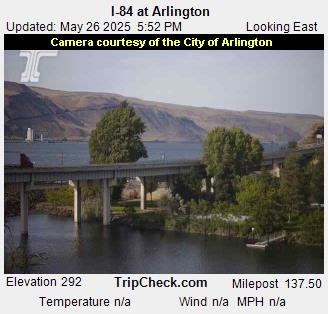 I-84 at Arlington
Updated: May 26 2025 5:52 PM Looking East
Camera courtesy of the City of Arlington
Elevation 292 TripCheck.com Milepost 137.50
Temperature n/a Wind n/a MPH n/a